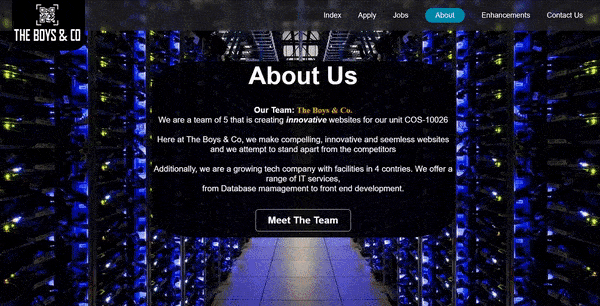 THE BOYS & CO
Index
Apply
Jobs
About
Enhancements
Contact Us
About Us
Our Team: The Boys & Co.
We are a team of 5 that is creating innovative websites for our unit COS-10026
Here at The Boys & Co, we make compelling, innovative and seemless websites
and we attempt to stand apart from the competitors
Additionally, we are a growing tech company with facilities in 4 contries. We offer a
range of IT services,
from Database mamagement to front end development.
Meet The Team